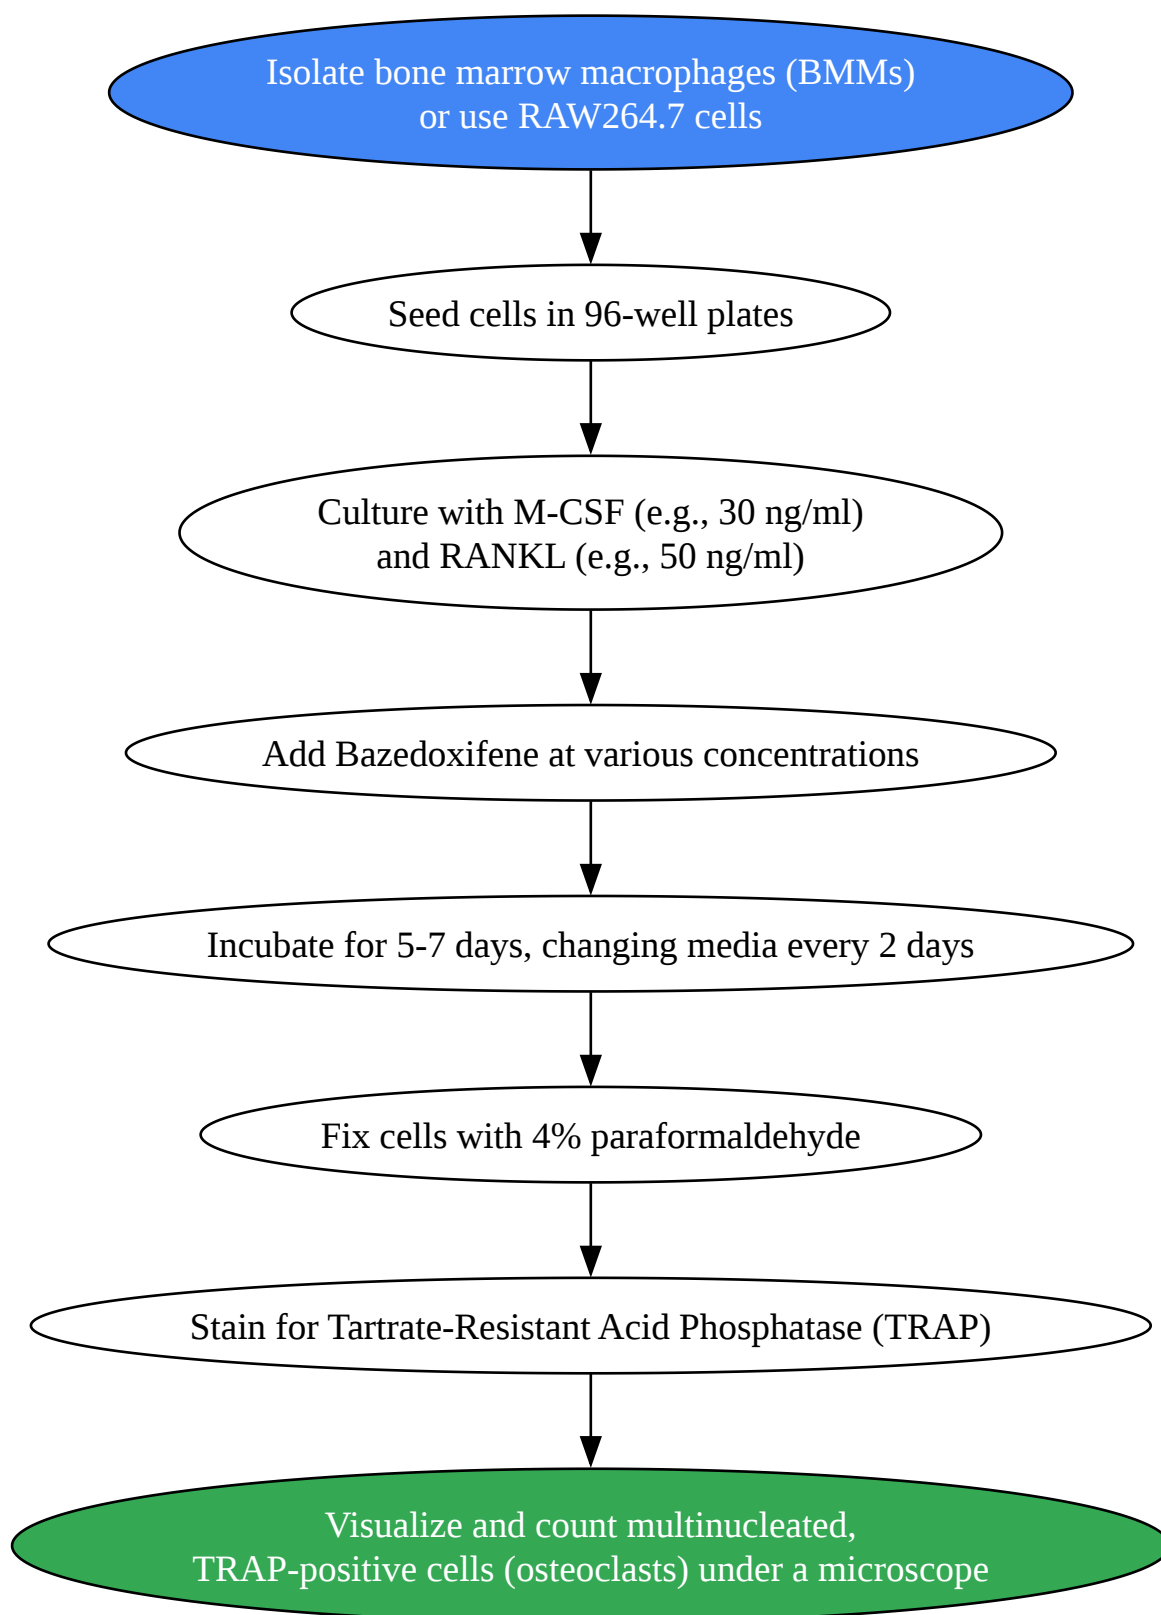 Isolate bone marrow macrophages (BMMs)
or use RAW264.7 cells
Seed cells in 96-well plates
Culture with M-CSF (e.g., 30 ng/ml)
and RANKL (e.g., 50 ng/ml)
Add Bazedoxifene at various concentrations
Incubate for 5-7 days, changing media every 2 days
Fix cells with 4% paraformaldehyde
Stain for Tartrate-Resistant Acid Phosphatase (TRAP)
Visualize and count multinucleated,
TRAP-positive cells (osteoclasts) under a microscope